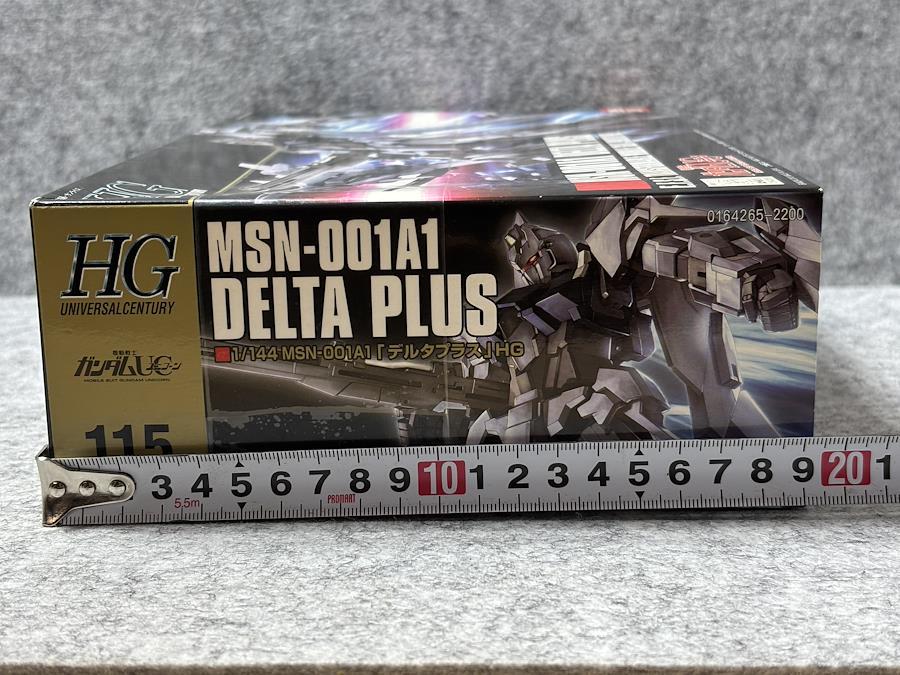 0164265-2200
HG
UNIVERSALCENTURY
MSN-001A1
DELTA PLUS
1/144 MSN-001A1「デルタプラス」HG
機動戦士
ガンダムUC
MOBILE SUIT GUNDAM UNICORN
115
3 4 5 6 7 8 9 10 1 2 3 4 5 6 7 8 9 20 1
5.5m PROMART